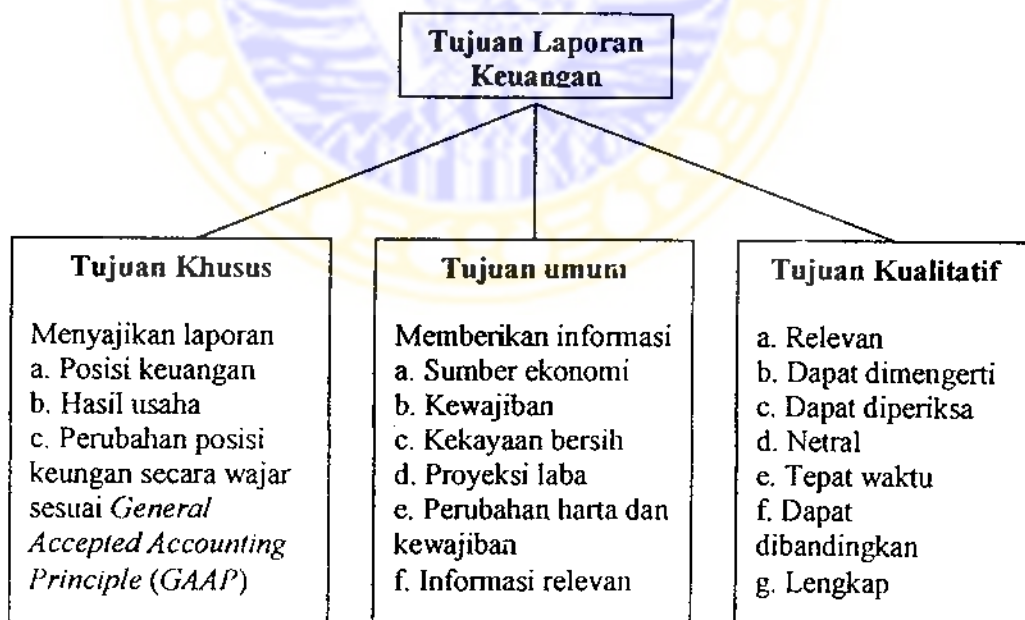 Tujuan Laporan
Keuangan
Tujuan Khusus
Menyajikan laporan
a. Posisi keuangan
b. Hasil usaha
c. Perubahan posisi
keungan secara wajar
sesuai General
Accepted Accounting
Principle (GAAP)
Tujuan umum
Memberikan informasi
a. Sumber ekonomi
b. Kewajiban
c. Kekayaan bersih
d. Proyeksi laba
e. Perubahan harta dan
kewajiban
f. Informasi relevan
Tujuan Kualitatif
a. Relevan
b. Dapat dimengerti
c. Dapat diperiksa
d. Netral
e. Tepat waktu
f. Dapat
dibandingkan
g. Lengkap